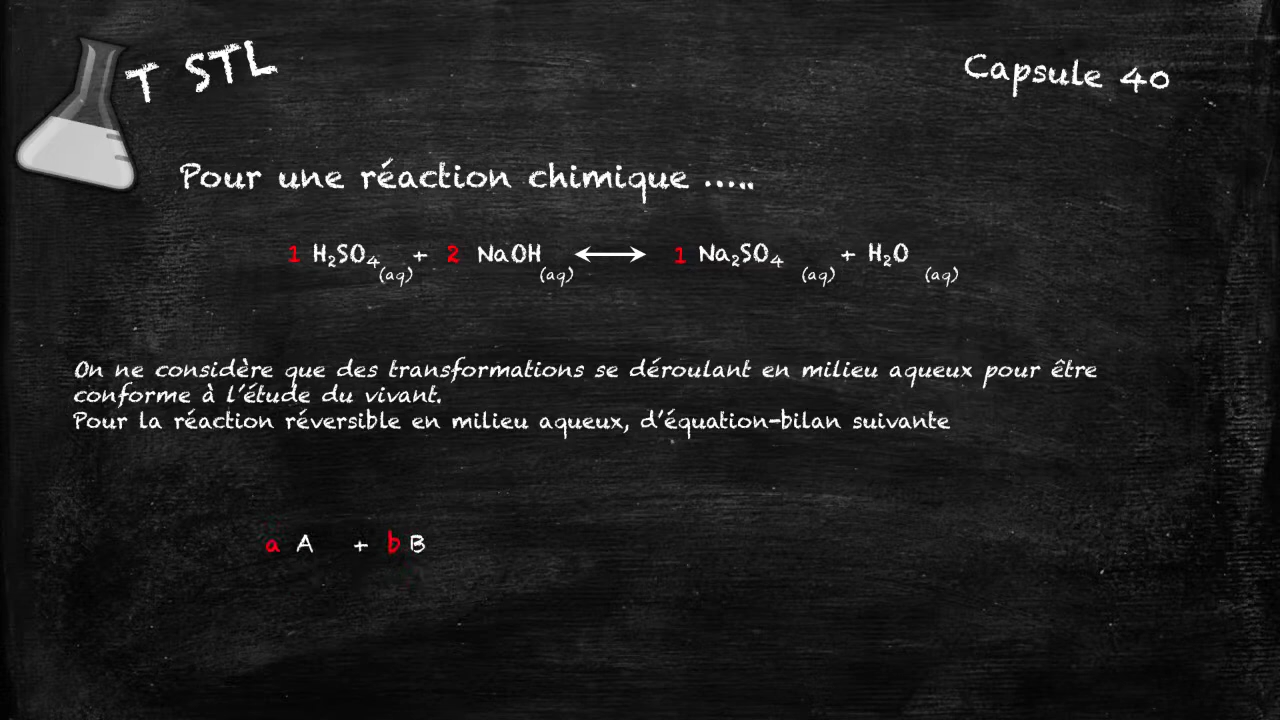 T STL
Capsule 40
Pour une réaction chimique .....
1 H₂SO₄(aq) + 2 NaOH(aq) ⟷ 1 Na₂SO₄ (aq) + H₂O (aq)
On ne considère que des transformations se déroulant en milieu aqueux pour être
conforme à l'étude du vivant.
Pour la réaction réversible en milieu aqueux, d'équation-bilan suivante
a A + b B